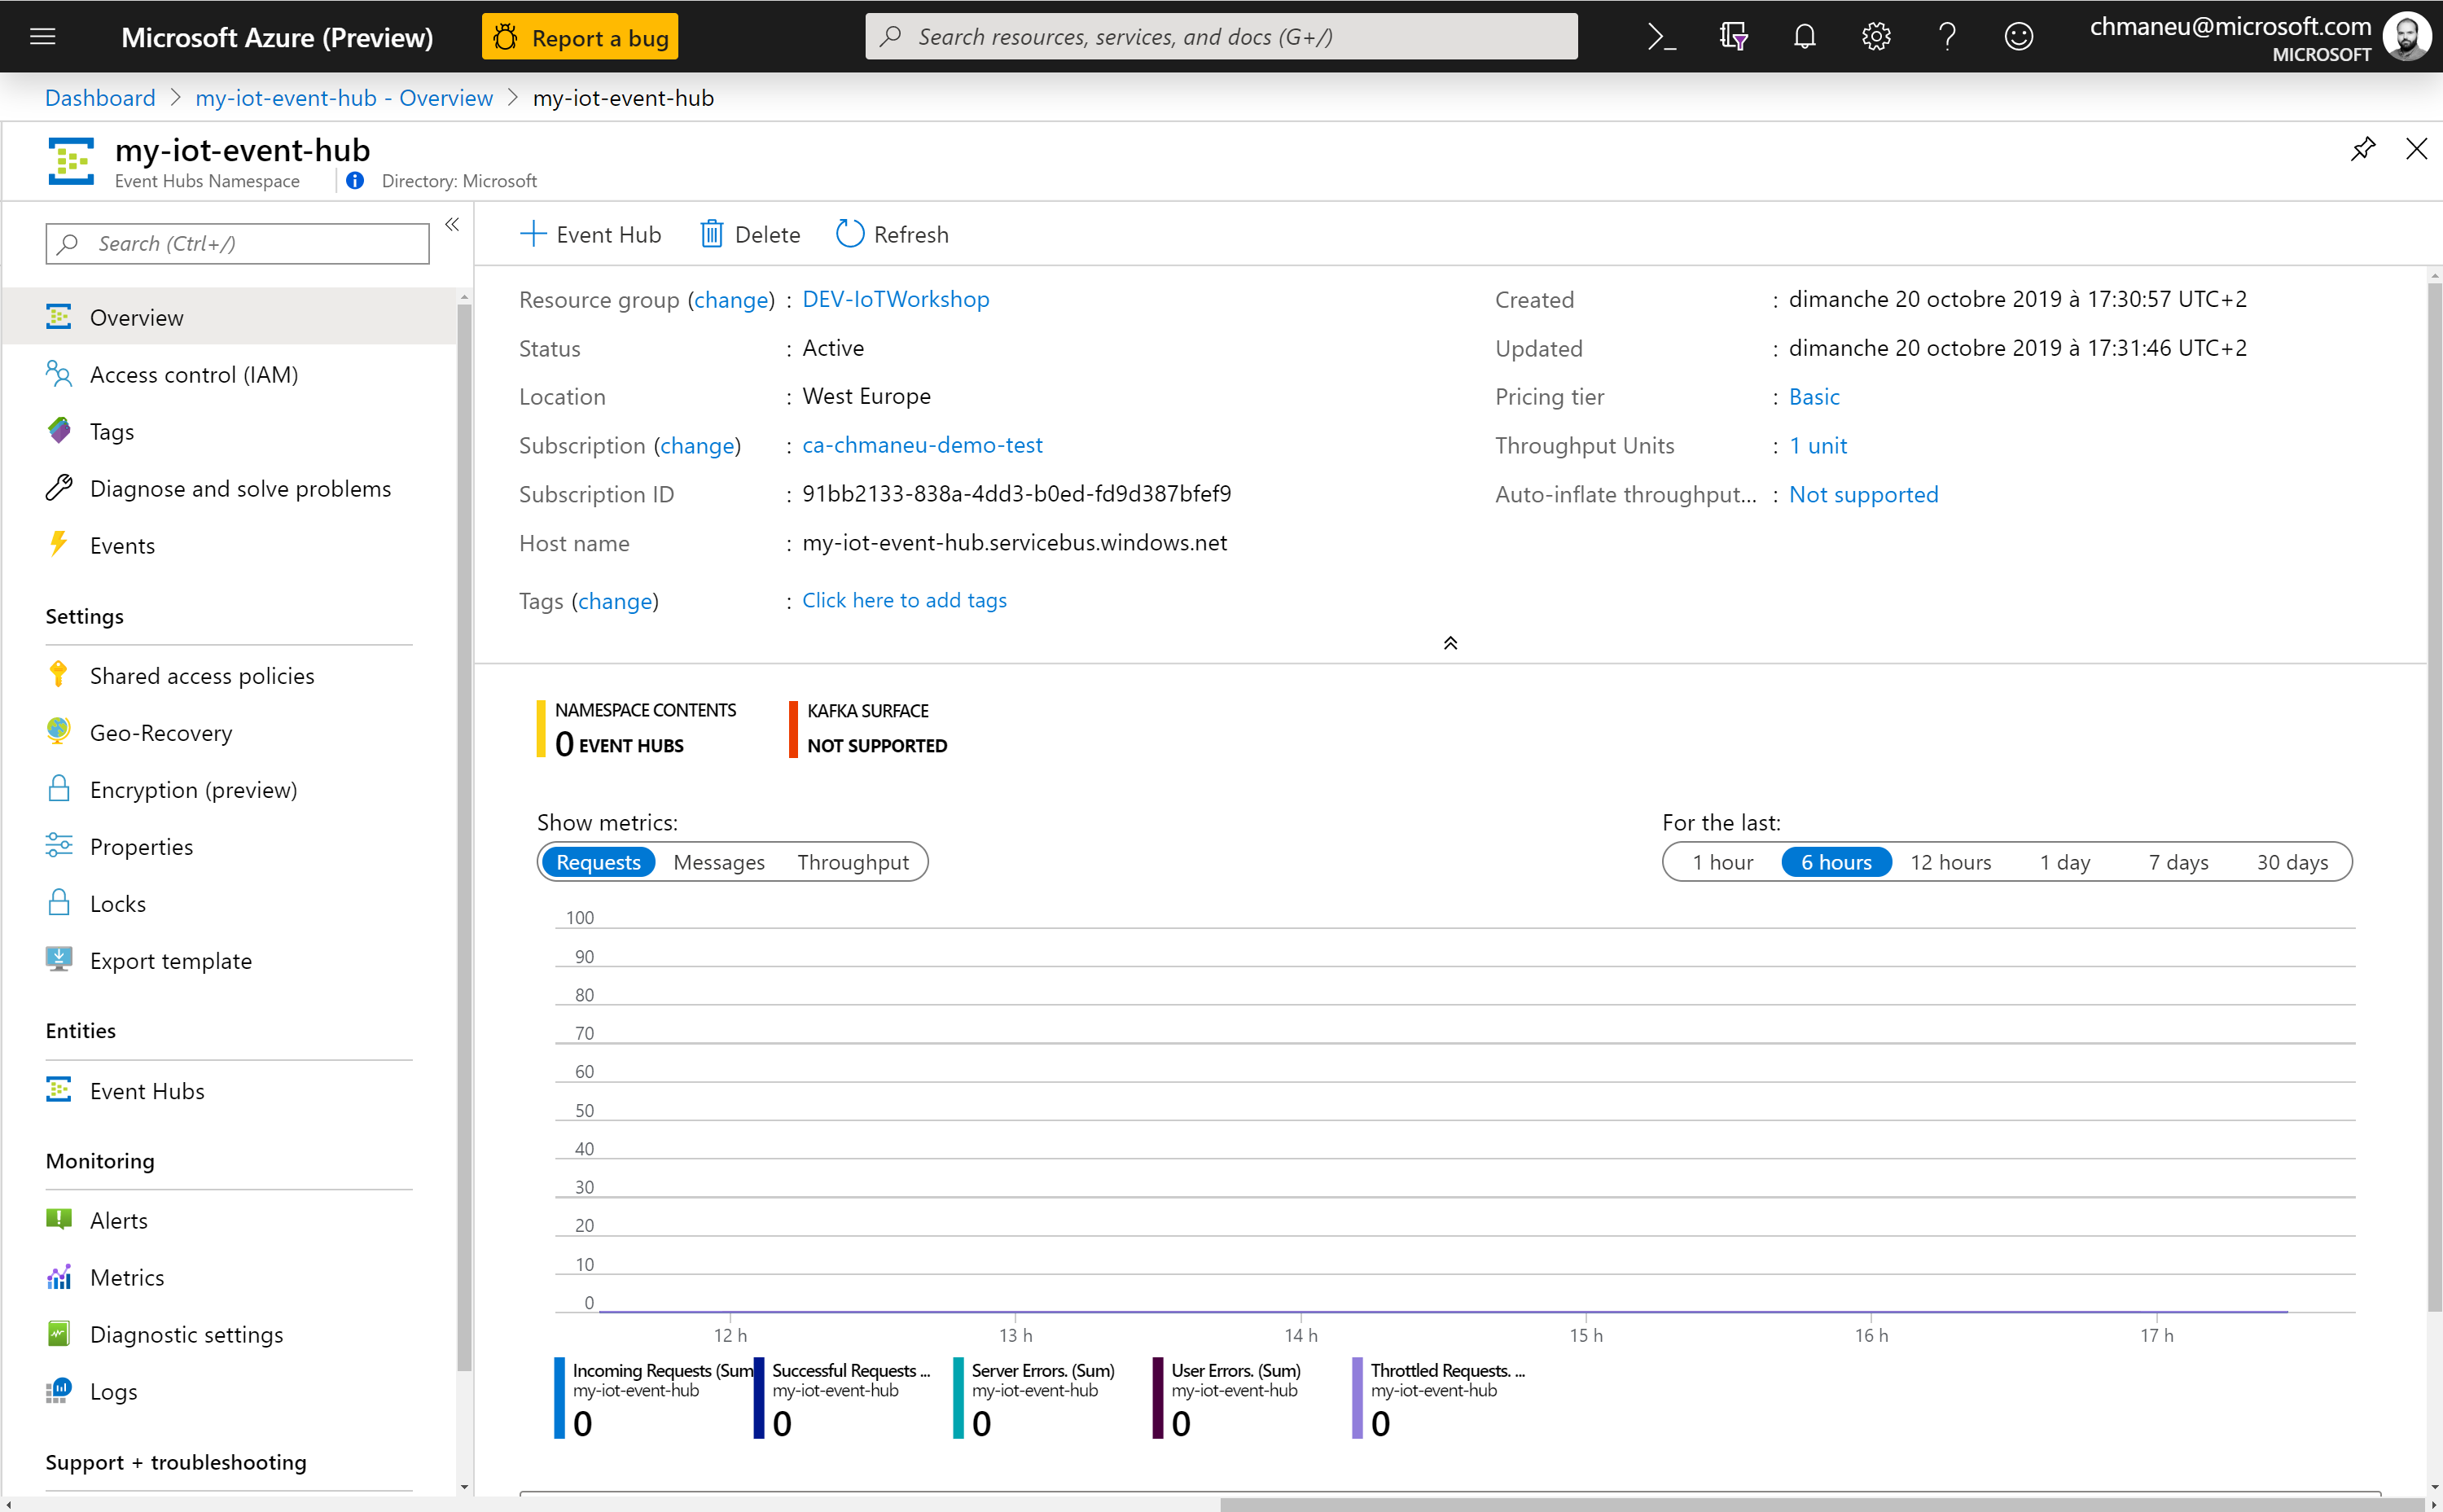 Microsoft Azure (Preview)
Report a bug
Search resources, services, and docs (G+/)
chmaneu@microsoft.com
MICROSOFT
Dashboard > my-iot-event-hub - Overview > my-iot-event-hub
my-iot-event-hub
Event Hubs Namespace
Directory: Microsoft
Search (Ctrl+/)
Overview
Access control (IAM)
Tags
Diagnose and solve problems
Events
Settings
Shared access policies
Geo-Recovery
Encryption (preview)
Properties
Locks
Export template
Entities
Event Hubs
Monitoring
Alerts
Metrics
Diagnostic settings
Logs
Support + troubleshooting
Event Hub
Delete
Refresh
Resource group (change) : DEV-IoTWorkshop
Status : Active
Location : West Europe
Subscription (change) : ca-chmaneu-demo-test
Subscription ID : 91bb2133-838a-4dd3-b0ed-fd9d387bfef9
Host name : my-iot-event-hub.servicebus.windows.net
Tags (change) : Click here to add tags
Created : dimanche 20 octobre 2019 à 17:30:57 UTC+2
Updated : dimanche 20 octobre 2019 à 17:31:46 UTC+2
Pricing tier : Basic
Throughput Units : 1 unit
Auto-inflate throughput... : Not supported
NAMESPACE CONTENTS
0 EVENT HUBS
KAFKA SURFACE
NOT SUPPORTED
Show metrics:
Requests Messages Throughput
For the last:
1 hour 6 hours 12 hours 1 day 7 days 30 days
100
90
80
70
60
50
40
30
20
10
0
12 h 13 h 14 h 15 h 16 h 17 h
Incoming Requests (Sum
my-iot-event-hub
0
Successful Requests ...
my-iot-event-hub
0
Server Errors. (Sum)
my-iot-event-hub
0
User Errors. (Sum)
my-iot-event-hub
0
Throttled Requests. ...
my-iot-event-hub
0